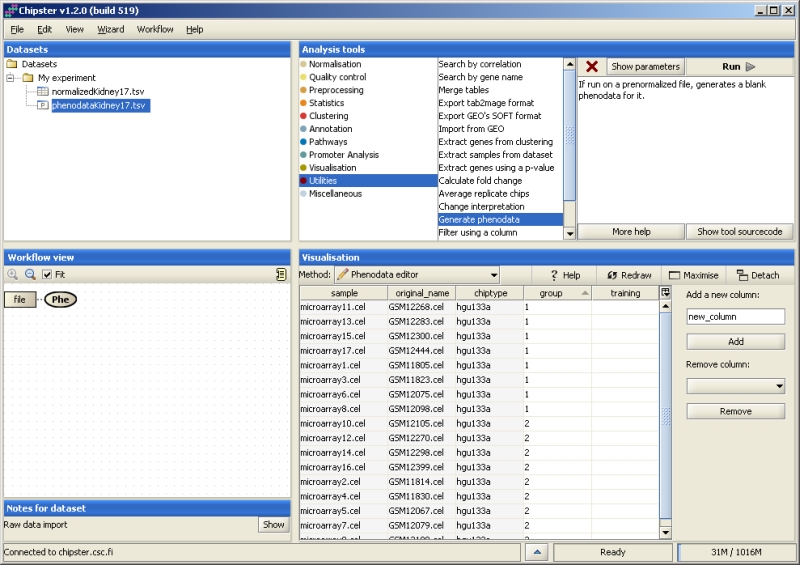 Chipster v1.2.0 (build 519)
File Edit View Wizard Workflow Help
Datasets
Datasets
My experiment
normalizedKidney17.tsv
P phenodataKidney17.tsv
Analysis tools
Normalisation
Quality control
Preprocessing
Statistics
Clustering
Annotation
Pathways
Promoter Analysis
Visualisation
Utilities
Miscellaneous
Search by correlation
Search by gene name
Merge tables
Export tab2mage format
Export GEO's SOFT format
Import from GEO
Extract genes from clustering
Extract samples from dataset
Extract genes using a p-value
Calculate fold change
Average replicate chips
Change interpretation
Generate phenodata
Filter using a column
Show parameters Run
If run on a prenormalized file, generates a blank
phenodata for it.
More help Show tool sourcecode
Workflow view
Fit
file Phe
Notes for dataset
Raw data import Show
Visualisation
Method: Phenodata editor ? Help Redraw Maximise Detach
sample original_name chiptype group training
microarray11.cel GSM12268.cel hgu133a 1
microarray13.cel GSM12283.cel hgu133a 1
microarray15.cel GSM12300.cel hgu133a 1
microarray17.cel GSM12444.cel hgu133a 1
microarray1.cel GSM11805.cel hgu133a 1
microarray3.cel GSM11823.cel hgu133a 1
microarray6.cel GSM12075.cel hgu133a 1
microarray8.cel GSM12098.cel hgu133a 1
microarray10.cel GSM12105.cel hgu133a 2
microarray12.cel GSM12270.cel hgu133a 2
microarray14.cel GSM12298.cel hgu133a 2
microarray16.cel GSM12399.cel hgu133a 2
microarray2.cel GSM11814.cel hgu133a 2
microarray4.cel GSM11830.cel hgu133a 2
microarray5.cel GSM12067.cel hgu133a 2
microarray7.cel GSM12079.cel hgu133a 2
Add a new column:
new_column
Add
Remove column:
Remove
Connected to chipster.csc.fi Ready 31M / 1016M